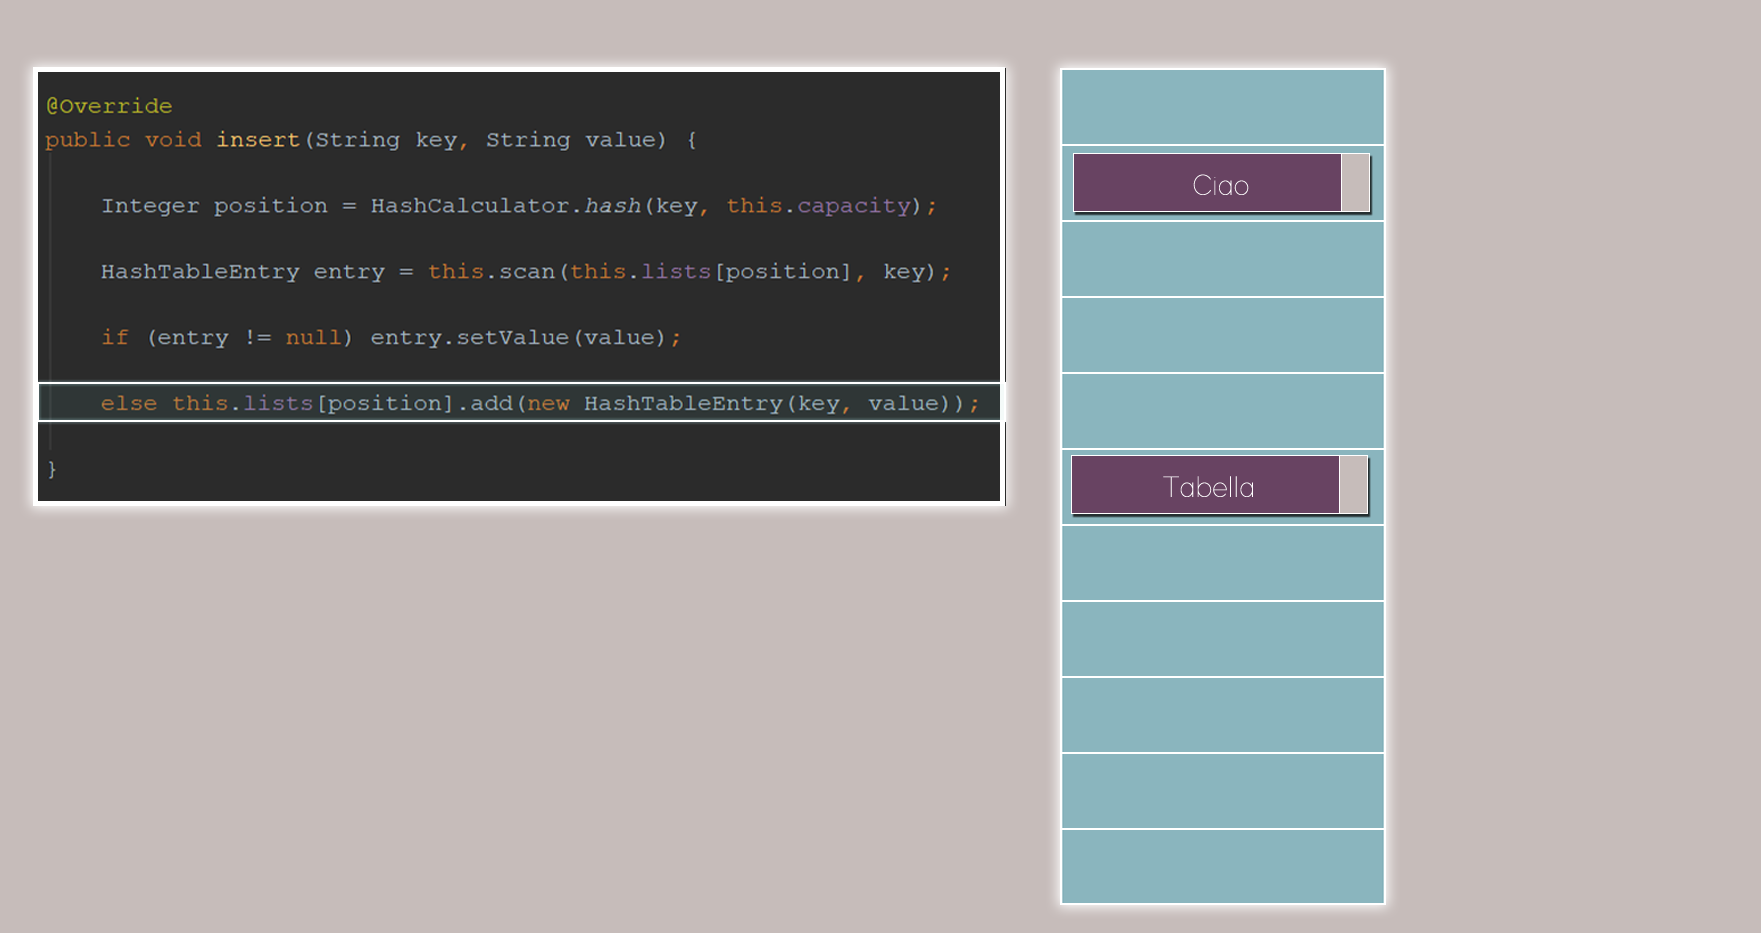 @Override
public void insert(String key, String value) {
Integer position = HashCalculator.hash(key, this.capacity);
HashTableEntry entry = this.scan(this.lists[position], key);
if (entry != null) entry.setValue(value);
else this.lists[position].add(new HashTableEntry(key, value));
}
Ciao
Tabella